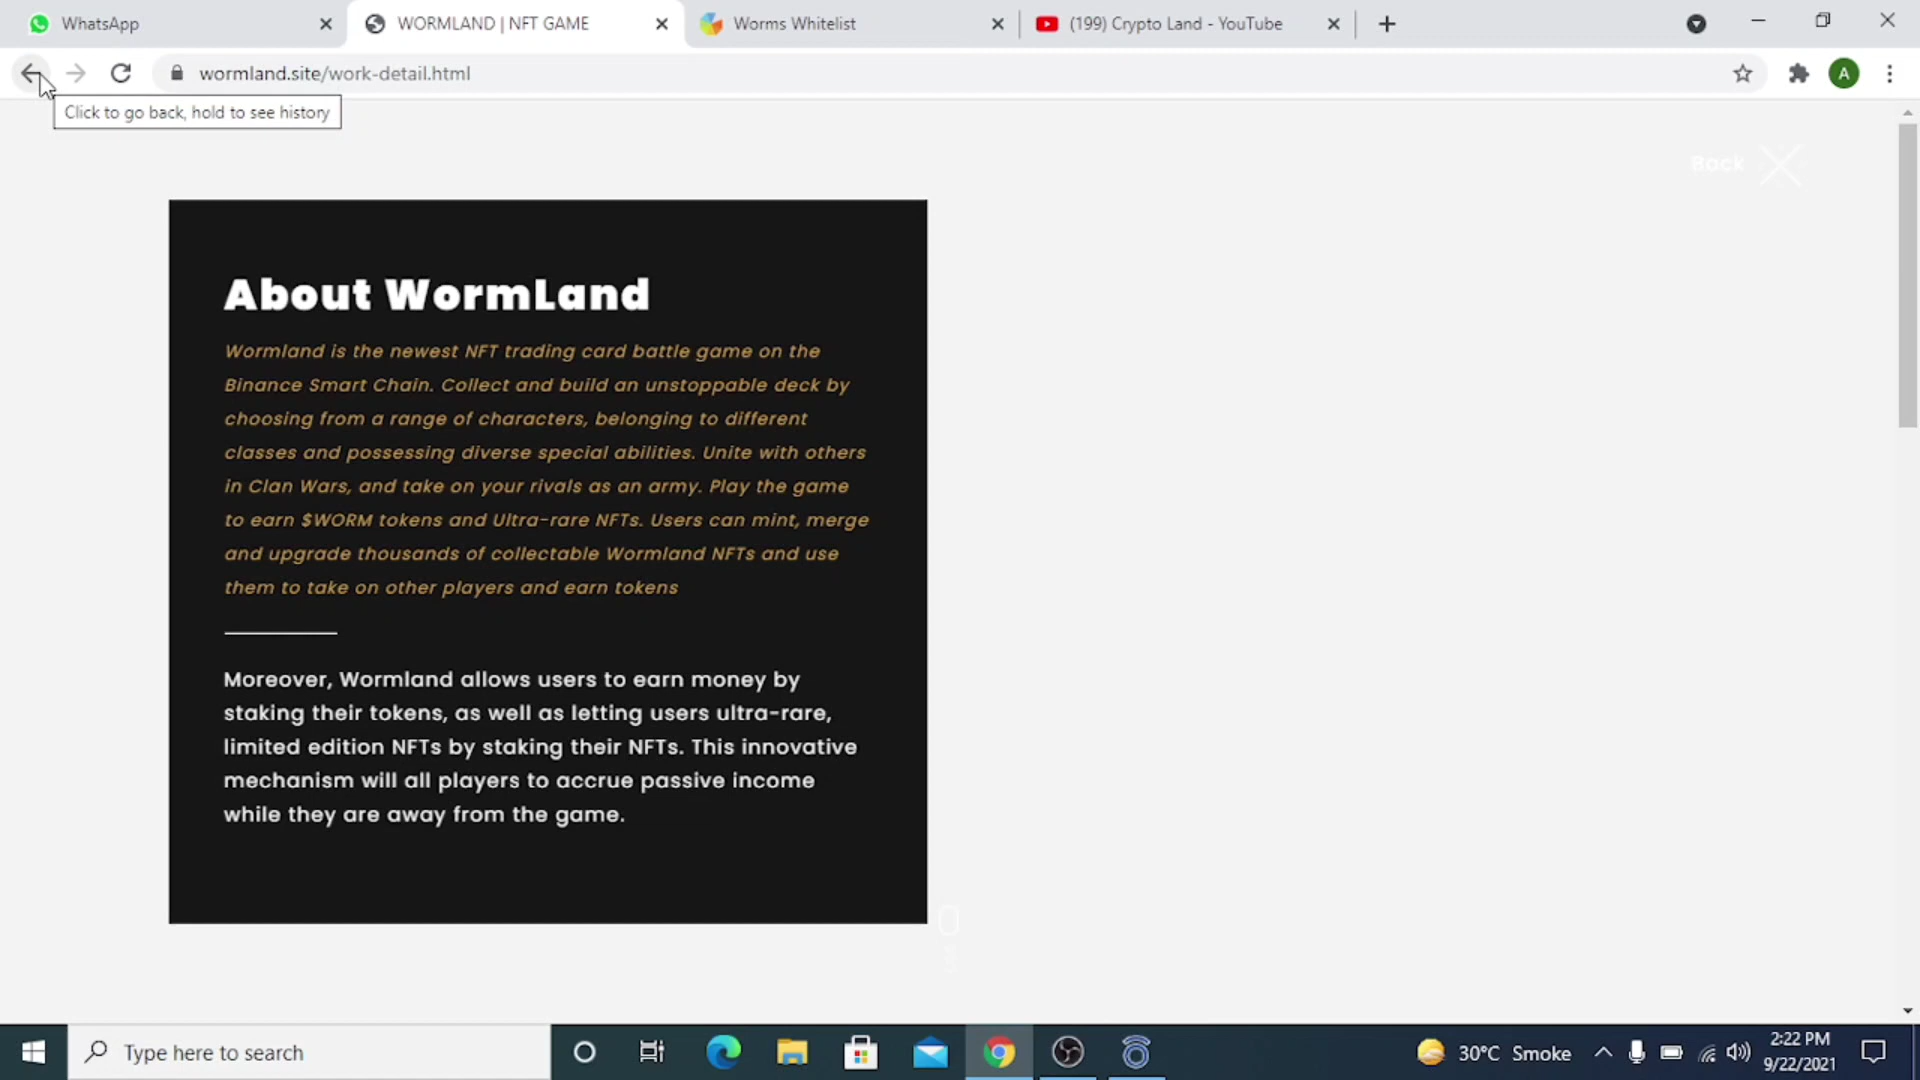 WhatsApp
WORMLAND | NFT GAME
Worms Whitelist
(199) Crypto Land - YouTube
wormland.site/work-detail.html
A
Click to go back, hold to see history
Back
About WormLand
Wormland is the newest NFT trading card battle game on the
Binance Smart Chain. Collect and build an unstoppable deck by
choosing from a range of characters, belonging to different
classes and possessing diverse special abilities. Unite with others
in Clan Wars, and take on your rivals as an army. Play the game
to earn $WORM tokens and Ultra-rare NFTs. Users can mint, merge
and upgrade thousands of collectable Wormland NFTs and use
them to take on other players and earn tokens
Moreover, Wormland allows users to earn money by
staking their tokens, as well as letting users ultra-rare,
limited edition NFTs by staking their NFTs. This innovative
mechanism will all players to accrue passive income
while they are away from the game.
Type here to search
30°C Smoke
2:22 PM
9/22/2021